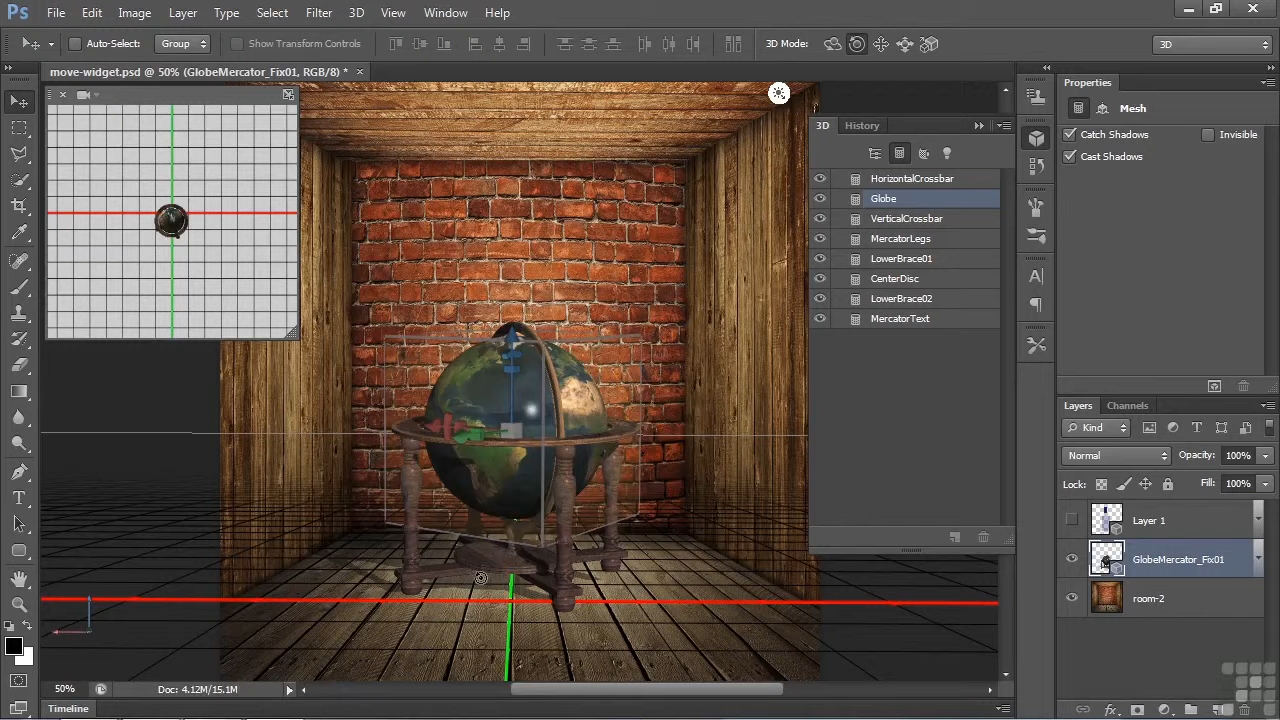 Ps File Edit Image Layer Type Select Filter 3D View Window Help
Auto-Select: Group Show Transform Controls 3D Mode: 3D
move-widget.psd @ 50% (GlobeMercator_Fix01, RGB/8) * ×
3D History
HorizontalCrossbar
Globe
VerticalCrossbar
MercatorLegs
LowerBrace01
CenterDisc
LowerBrace02
MercatorText
Properties
Mesh
Catch Shadows Invisible
Cast Shadows
Layers Channels
Kind
Normal Opacity: 100%
Lock: Fill: 100%
Layer 1
GlobeMercator_Fix01
room-2
50% Doc: 4.12M/15.1M
Timeline